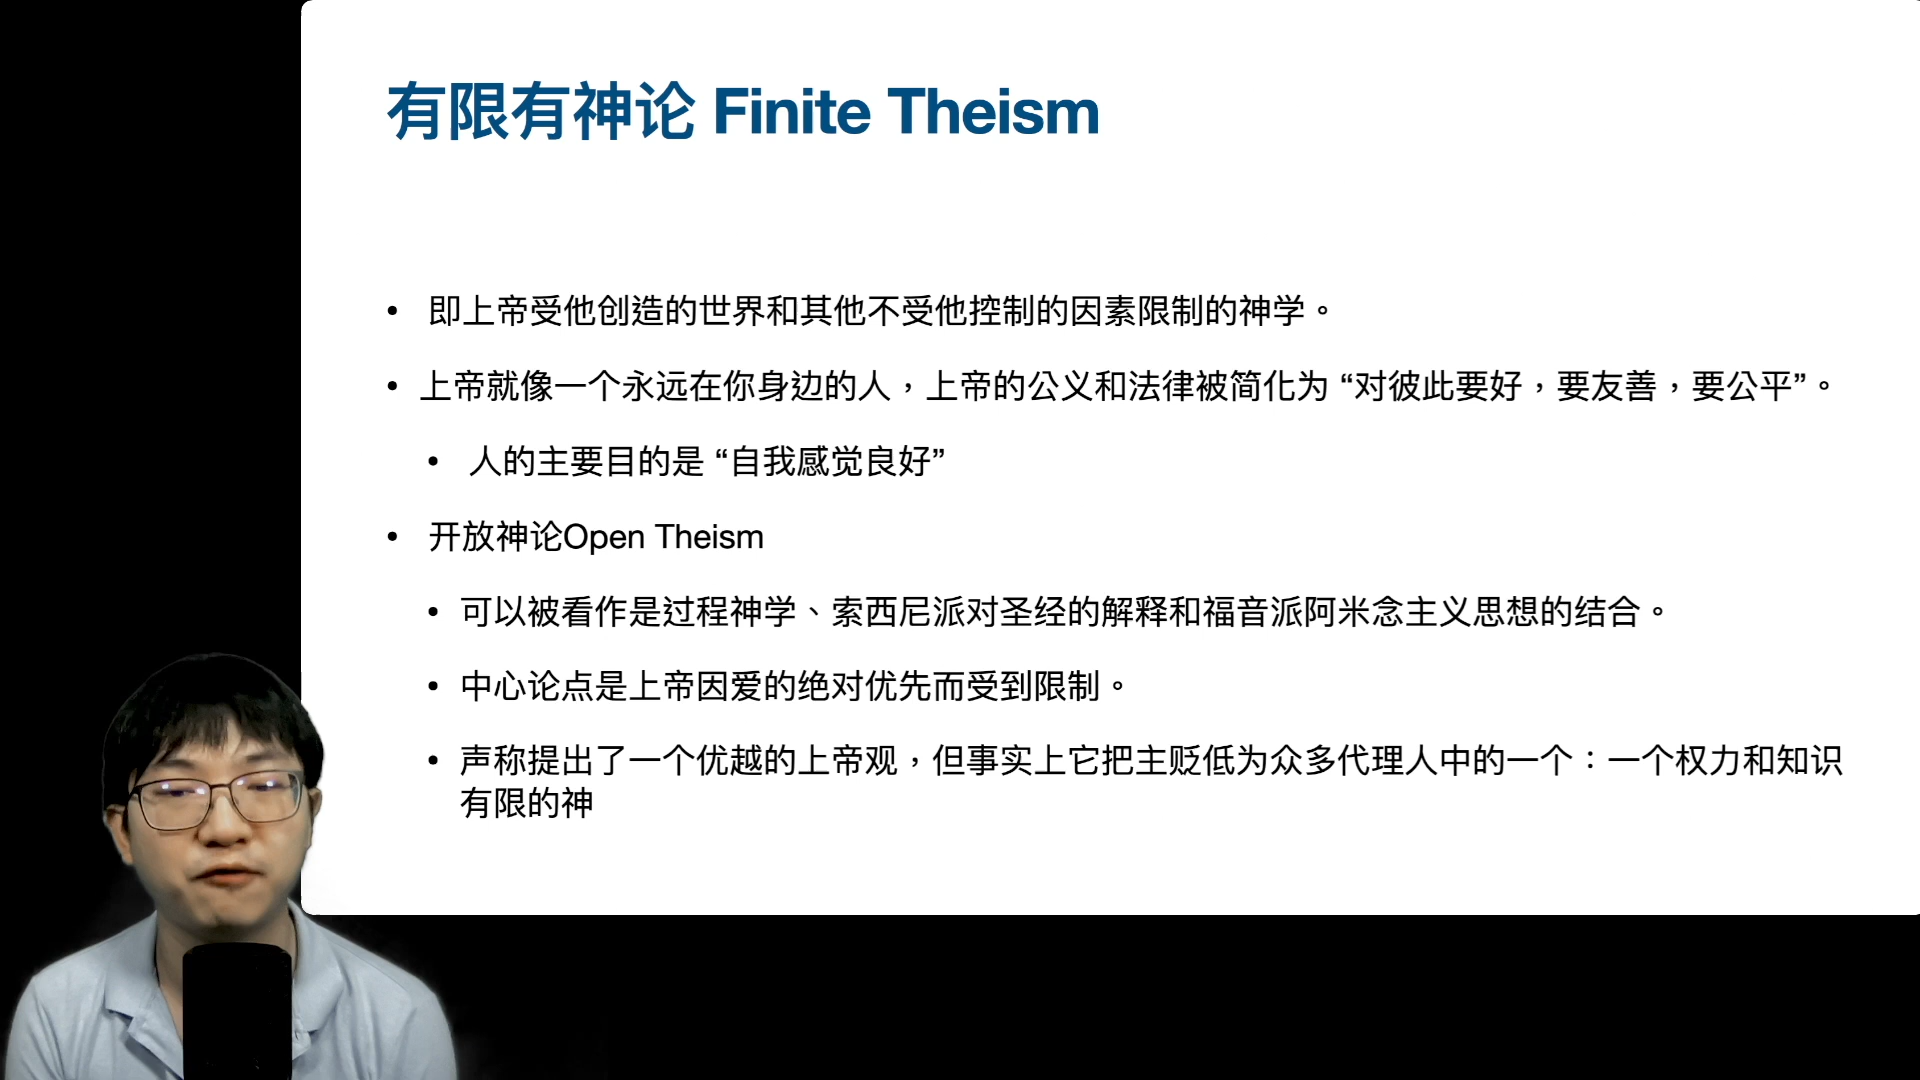 有限有神论 Finite Theism
• 即上帝受他创造的世界和其他不受他控制的因素限制的神学。
• 上帝就像一个永远在你身边的人，上帝的公义和法律被简化为 “对彼此要好，要友善，要公平”。
• 人的主要目的是 “自我感觉良好”
• 开放神论Open Theism
• 可以被看作是过程神学、索西尼派对圣经的解释和福音派阿米念主义思想的结合。
• 中心论点是上帝因爱的绝对优先而受到限制。
• 声称提出了一个优越的上帝观，但事实上它把主贬低为众多代理人中的一个：一个权力和知识
有限的神